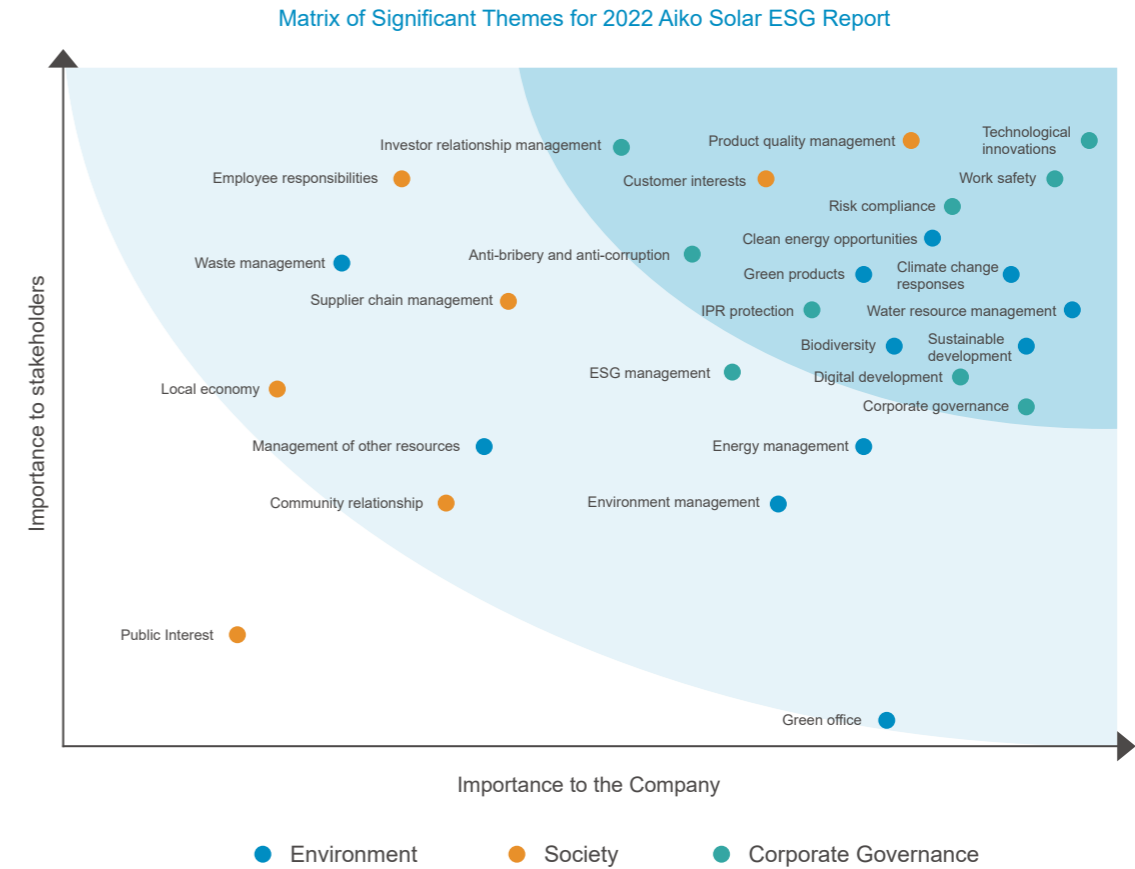 Matrix of Significant Themes for 2022 Aiko Solar ESG Report
Importance to stakeholders
Technological
innovations
Product quality management
Investor relationship management
Employee responsibilities
Customer interests
Work safety
Risk compliance
Clean energy opportunities
Anti-bribery and anti-corruption
Waste management
Green products
Climate change
responses
Supplier chain management
IPR protection
Water resource management
Biodiversity
Sustainable
development
ESG management
Digital development
Local economy
Corporate governance
Management of other resources
Energy management
Community relationship
Environment management
Public Interest
Green office
Importance to the Company
Environment
Society
Corporate Governance